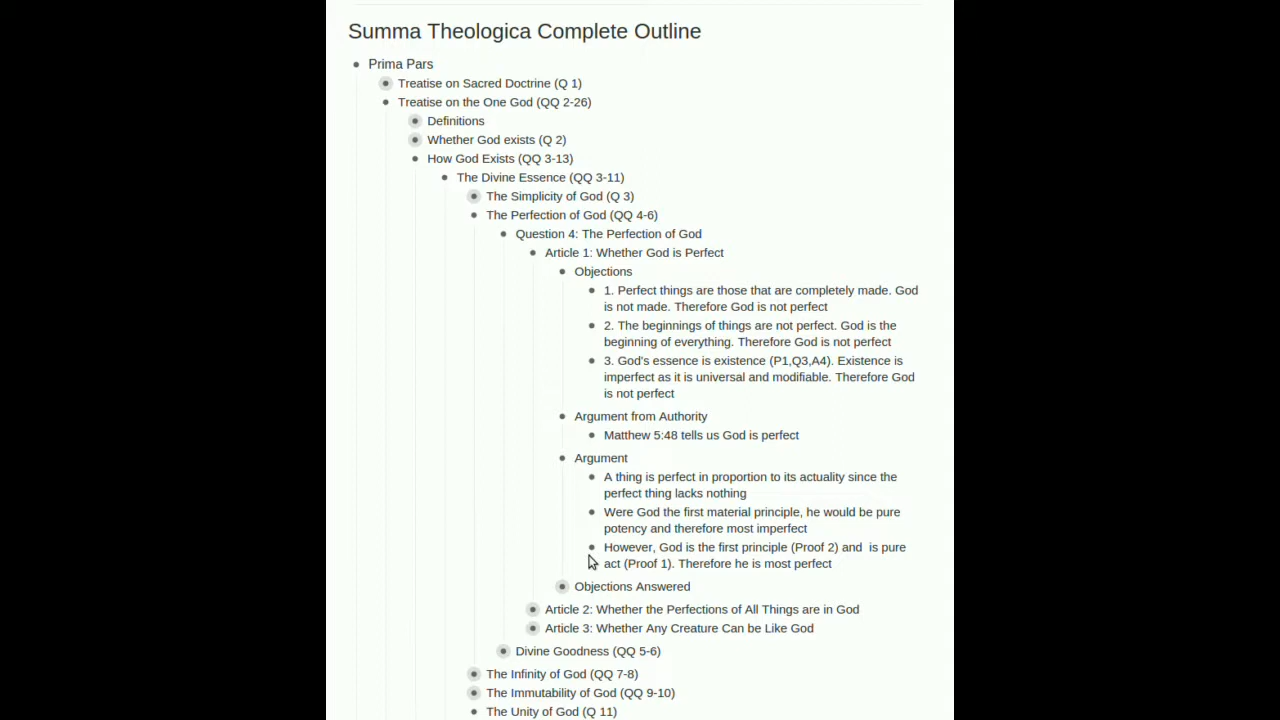 Summa Theologica Complete Outline
Prima Pars
Treatise on Sacred Doctrine (Q 1)
Treatise on the One God (QQ 2-26)
Definitions
Whether God exists (Q 2)
How God Exists (QQ 3-13)
The Divine Essence (QQ 3-11)
The Simplicity of God (Q 3)
The Perfection of God (QQ 4-6)
Question 4: The Perfection of God
Article 1: Whether God is Perfect
Objections
1. Perfect things are those that are completely made. God
is not made. Therefore God is not perfect
2. The beginnings of things are not perfect. God is the
beginning of everything. Therefore God is not perfect
3. God's essence is existence (P1,Q3,A4). Existence is
imperfect as it is universal and modifiable. Therefore God
is not perfect
Argument from Authority
Matthew 5:48 tells us God is perfect
Argument
A thing is perfect in proportion to its actuality since the
perfect thing lacks nothing
Were God the first material principle, he would be pure
potency and therefore most imperfect
However, God is the first principle (Proof 2) and  is pure
act (Proof 1). Therefore he is most perfect
Objections Answered
Article 2: Whether the Perfections of All Things are in God
Article 3: Whether Any Creature Can be Like God
Divine Goodness (QQ 5-6)
The Infinity of God (QQ 7-8)
The Immutability of God (QQ 9-10)
The Unity of God (Q 11)